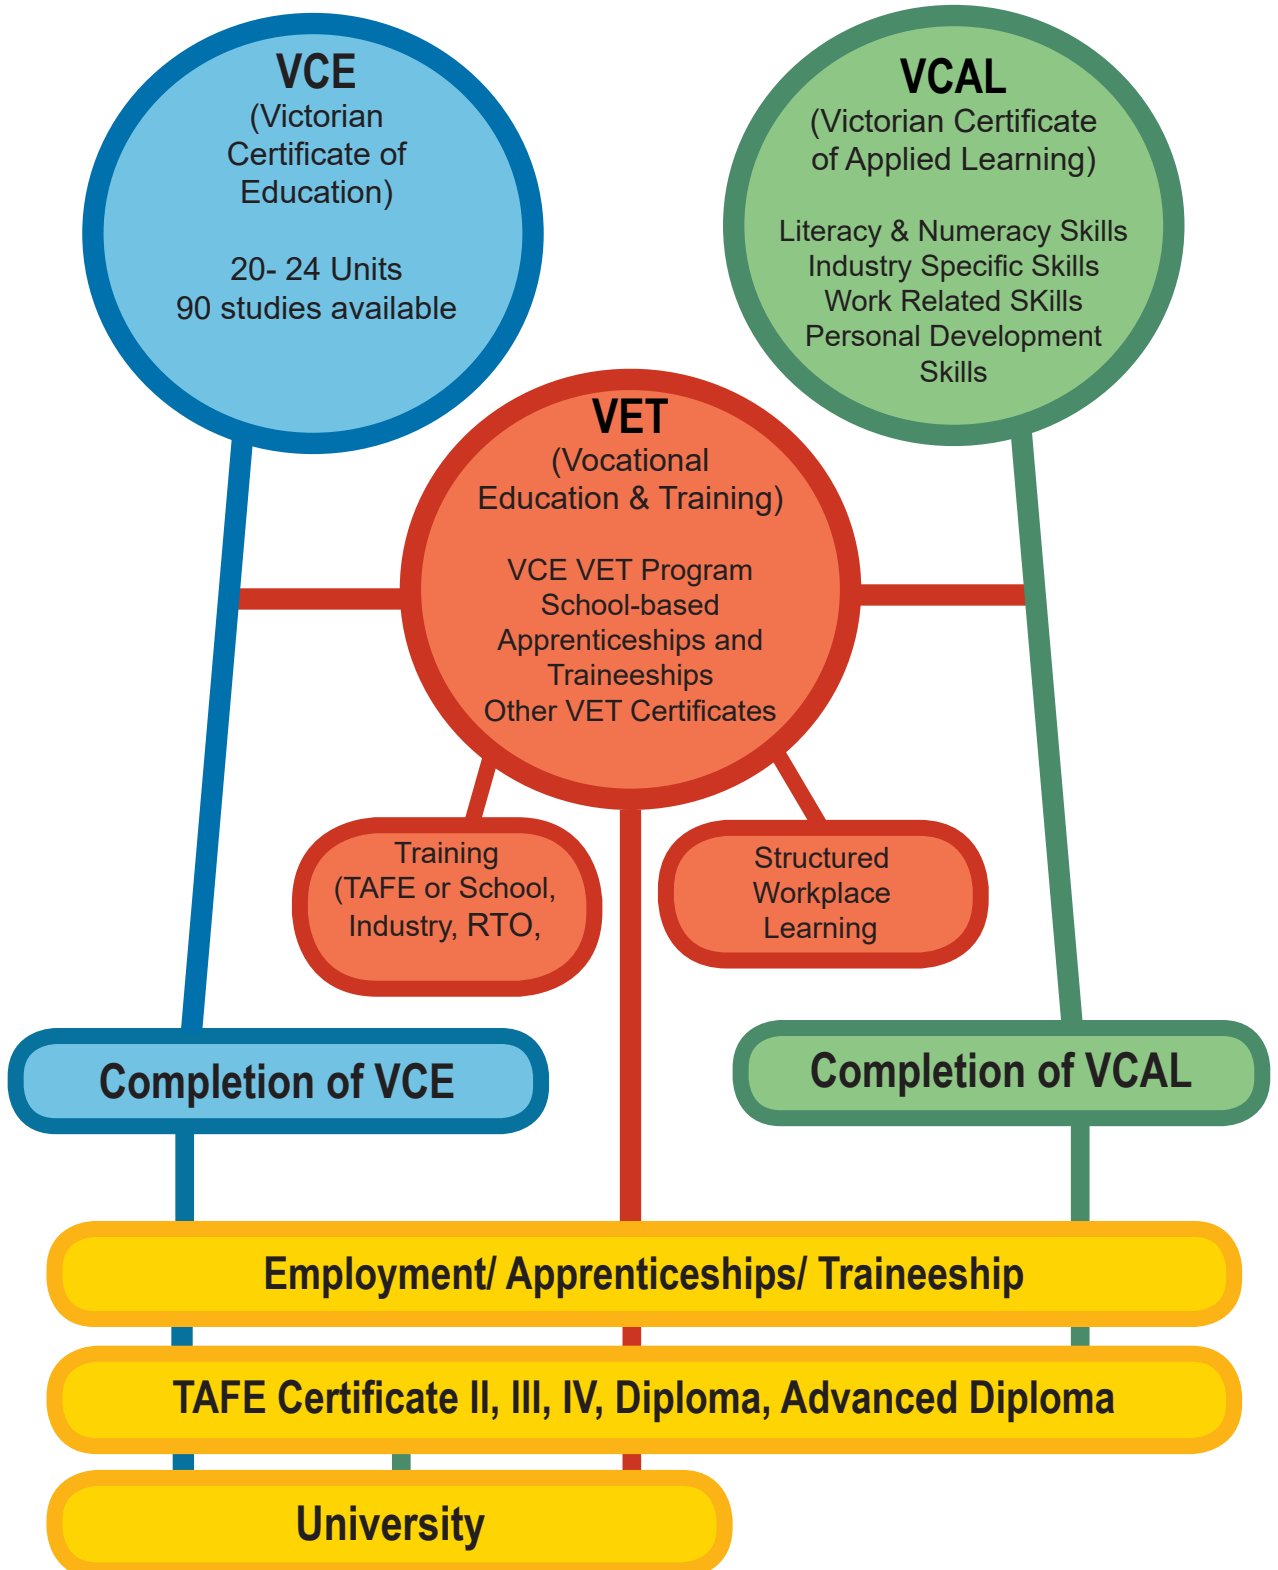 VCE
(Victorian
Certificate of
Education)
20- 24 Units
90 studies available
VCAL
(Victorian Certificate
of Applied Learning)
Literacy & Numeracy Skills
Industry Specific Skills
Work Related SKills
Personal Development
Skills
VET
(Vocational
Education & Training)
VCE VET Program
School-based
Apprenticeships and
Traineeships
Other VET Certificates
Training
(TAFE or School,
Industry, RTO,
Structured
Workplace
Learning
Completion of VCE
Completion of VCAL
Employment/ Apprenticeships/ Traineeship
TAFE Certificate II, III, IV, Diploma, Advanced Diploma
University